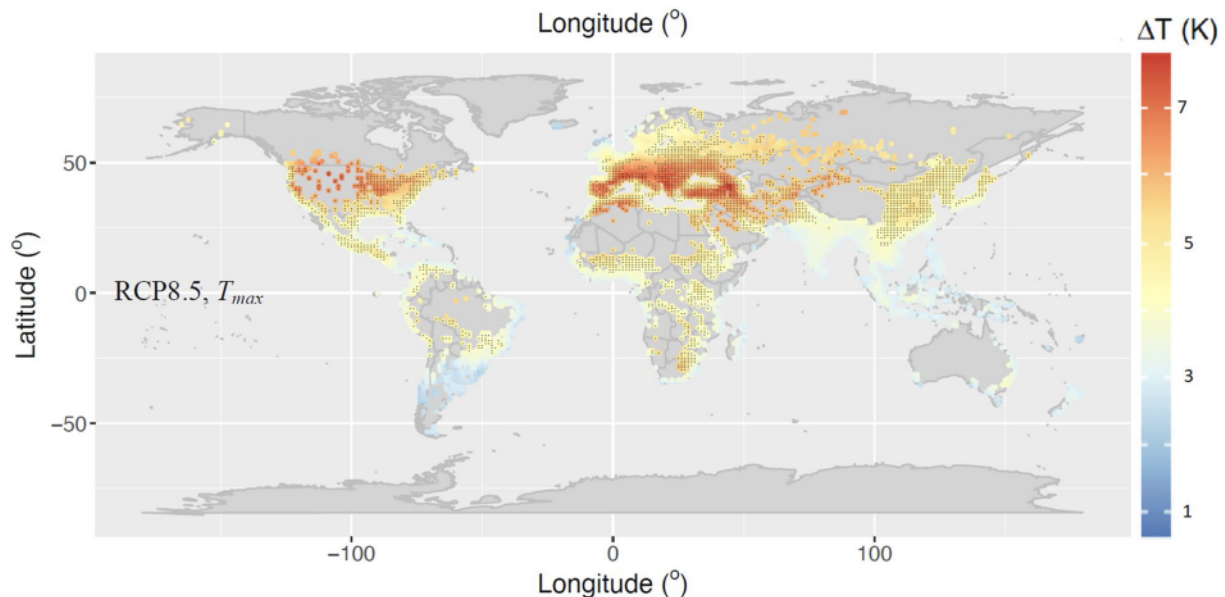 Longitude (°)
ΔT (K)
7
5
3
1
50
0
−50
Latitude (°)
RCP8.5, Tmax
−100
0
100
Longitude (°)